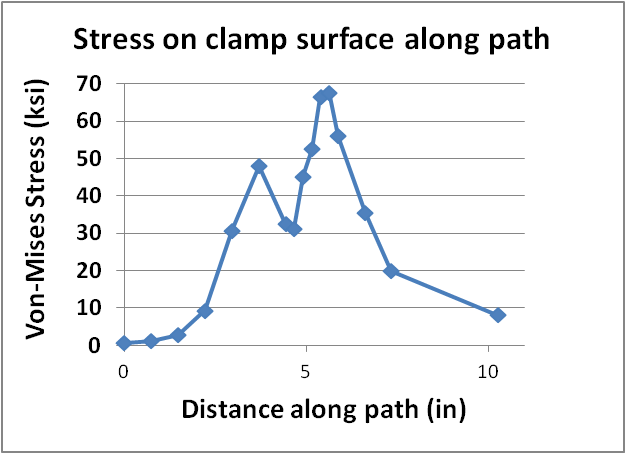 Stress on clamp surface along path
Von-Mises Stress (ksi)
70
60
50
40
30
20
10
0
0 5 10
Distance along path (in)